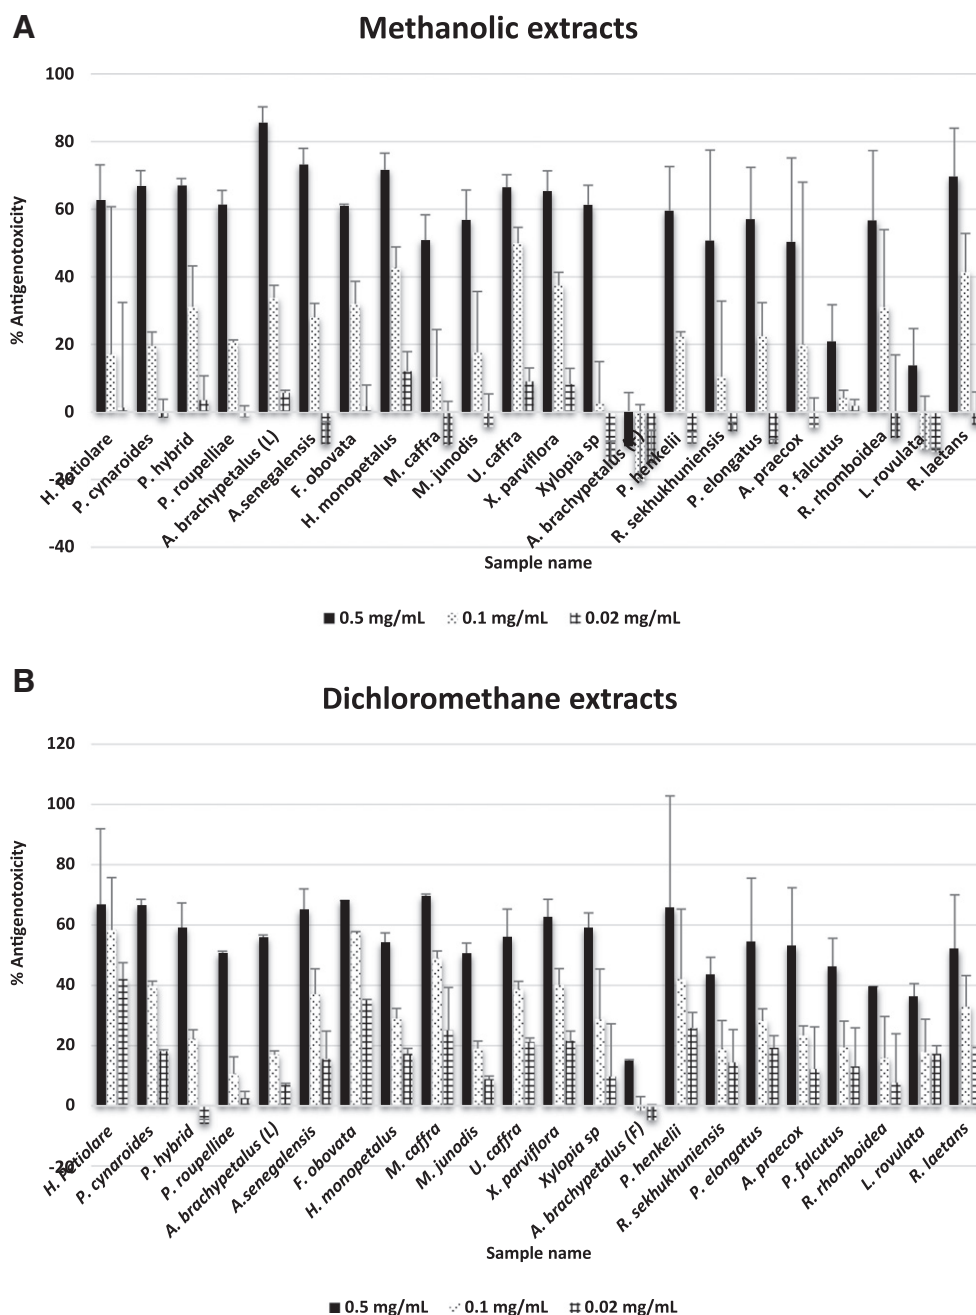 A
Methanolic extracts
% Antigenotoxicity
100
80
60
40
20
0
-20
-40
H. petiolare
P. cynaroides
P. hybrid
P. roupelliae
A. brachypetalus (L)
A.senegalensis
F. obovata
H. monopetalus
M. caffra
M. junodis
U. caffra
X. parviflora
Xylopia sp
A. brachypetalus (F)
P. henkelii
R. sekhukhuniensis
P. elongatus
A. praecox
P. falcutus
R. rhomboidea
L. rovulata
R. laetans
Sample name
0.5 mg/mL 0.1 mg/mL 0.02 mg/mL
B
Dichloromethane extracts
% Antigenotoxicity
120
100
80
60
40
20
0
-20
H. petiolare
P. cynaroides
P. hybrid
P. roupelliae
A. brachypetalus (L)
A.senegalensis
F. obovata
H. monopetalus
M. caffra
M. junodis
U. caffra
X. parviflora
Xylopia sp
A. brachypetalus (F)
P. henkelii
R. sekhukhuniensis
P. elongatus
A. praecox
P. falcutus
R. rhomboidea
L. rovulata
R. laetans
Sample name
0.5 mg/mL 0.1 mg/mL 0.02 mg/mL